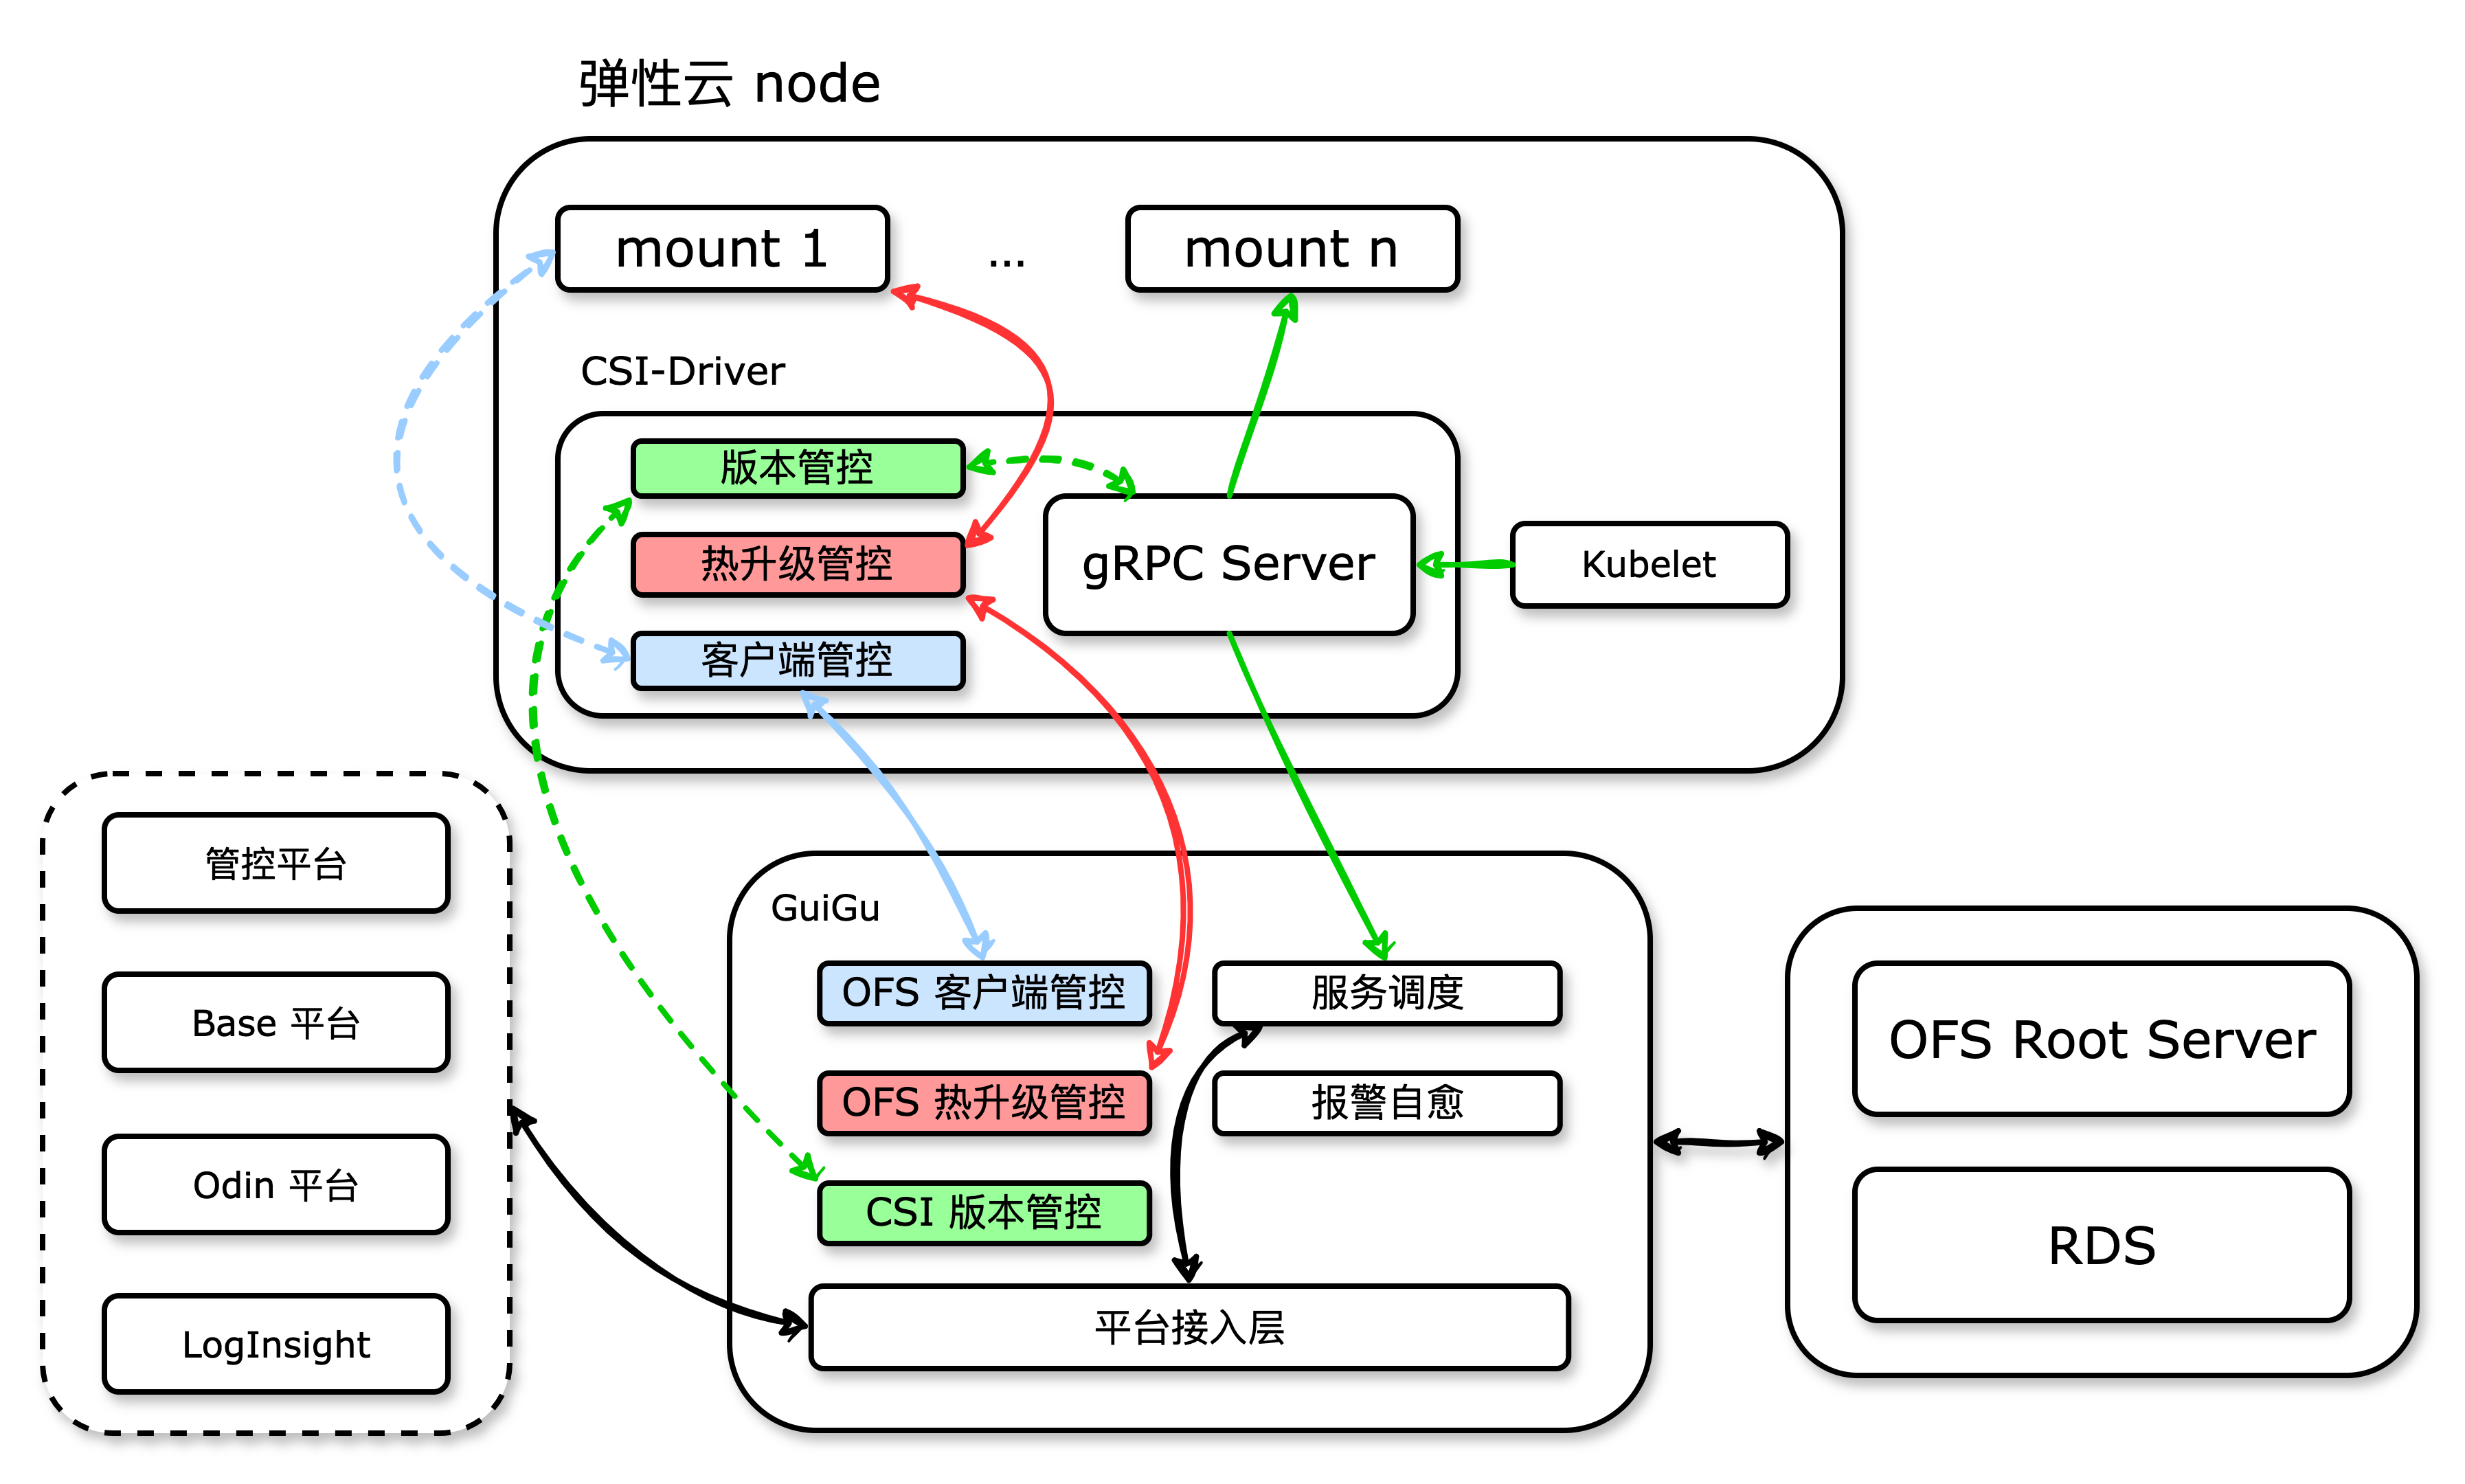 弹性云 node
mount 1
...
mount n
CSI-Driver
版本管控
热升级管控
客户端管控
gRPC Server
Kubelet
管控平台
Base 平台
Odin 平台
LogInsight
GuiGu
OFS 客户端管控
服务调度
OFS 热升级管控
报警自愈
CSI 版本管控
平台接入层
OFS Root Server
RDS